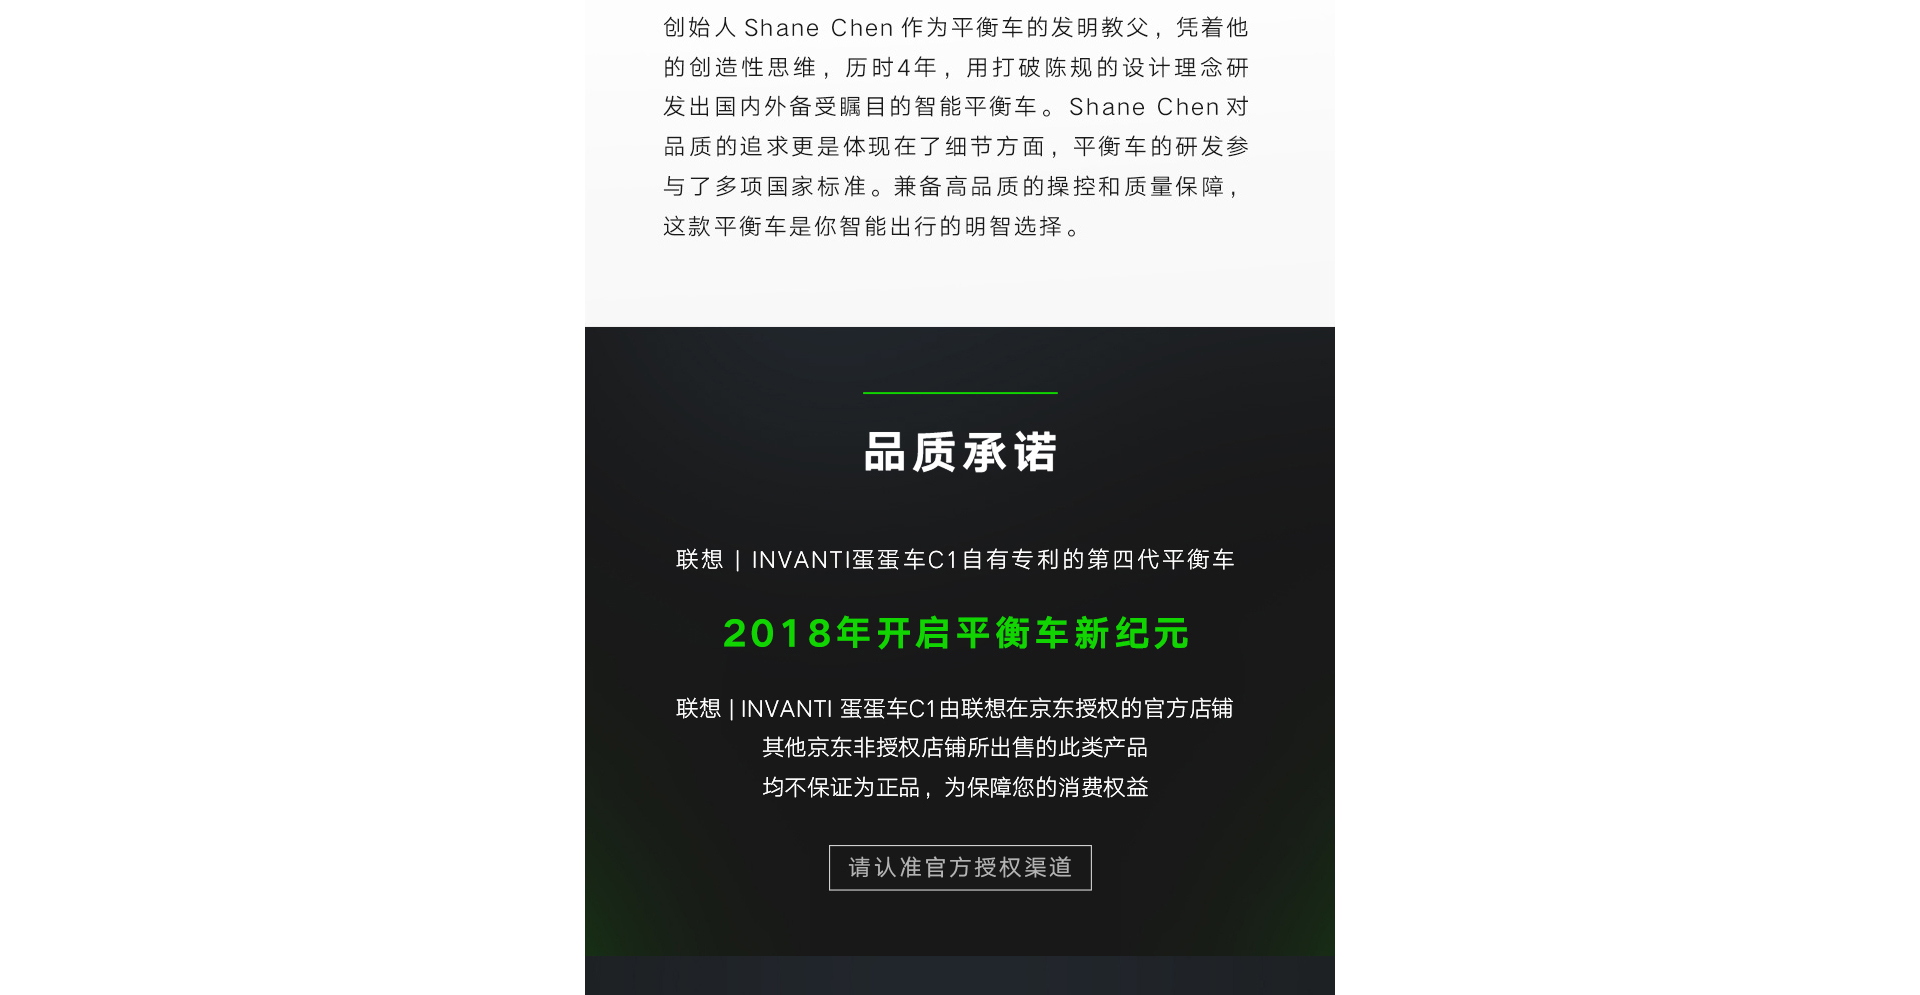 创始人 Shane Chen 作为平衡车的发明教父，凭着他
的创造性思维，历时4年，用打破陈规的设计理念研
发出国内外备受瞩目的智能平衡车。Shane Chen 对
品质的追求更是体现在了细节方面，平衡车的研发参
与了多项国家标准。兼备高品质的操控和质量保障，
这款平衡车是你智能出行的明智选择。
品质承诺
联想 | INVANTI蛋蛋车C1自有专利的第四代平衡车
2018年开启平衡车新纪元
联想 | INVANTI 蛋蛋车C1由联想在京东授权的官方店铺
其他京东非授权店铺所出售的此类产品
均不保证为正品，为保障您的消费权益
请认准官方授权渠道